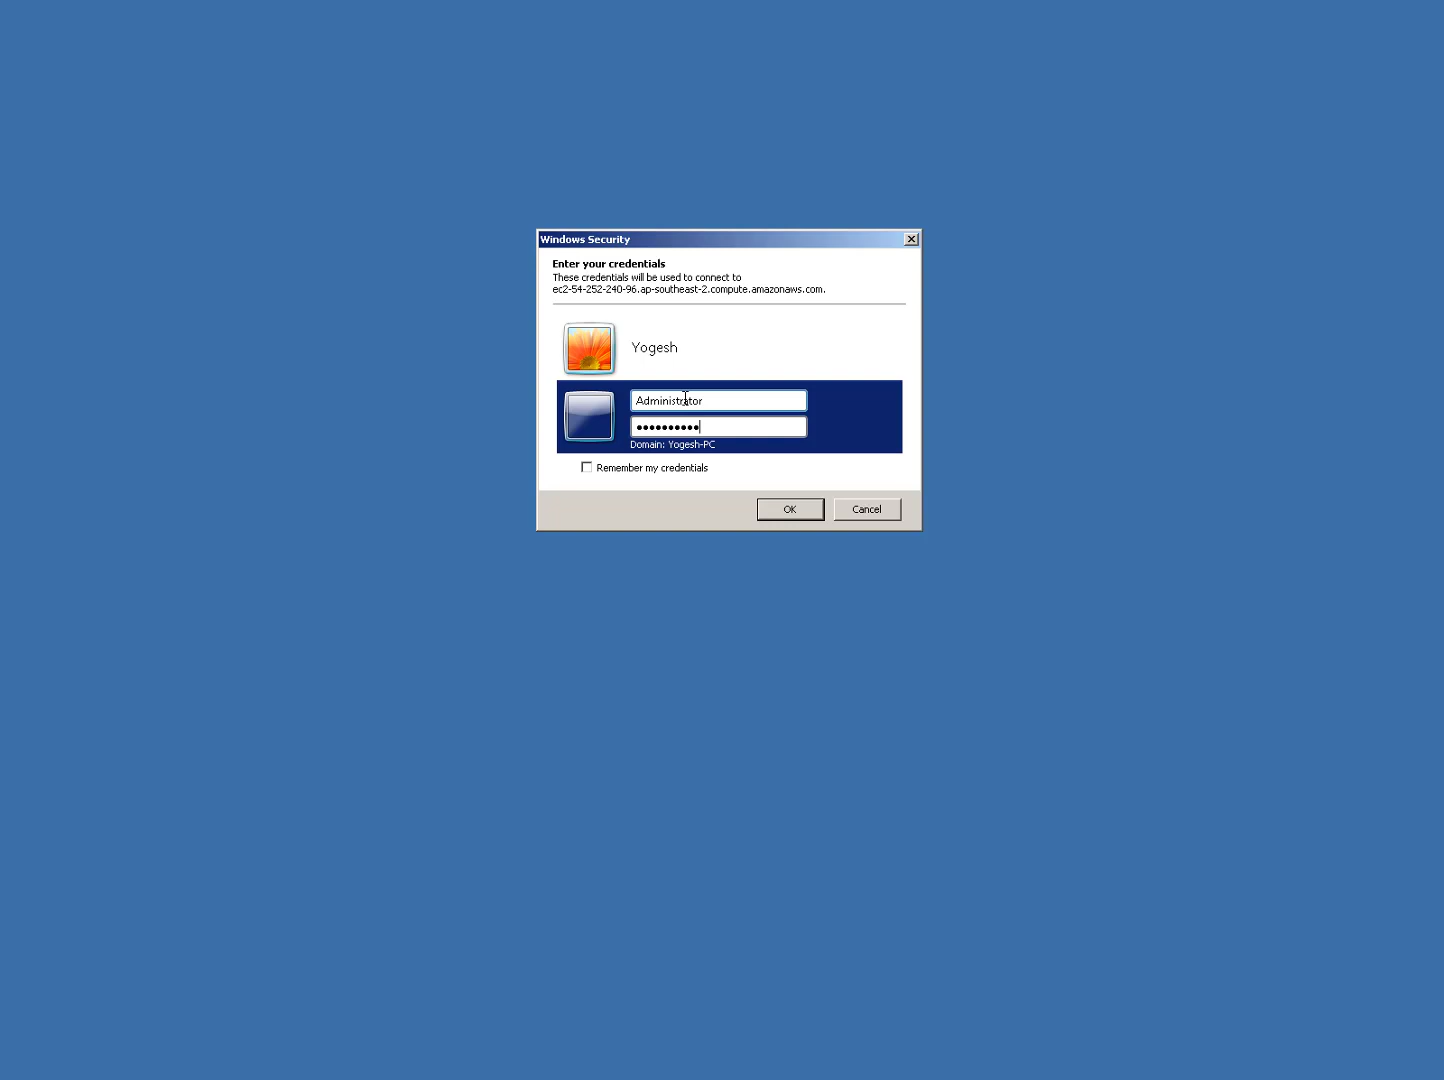 Windows Security
Enter your credentials
These credentials will be used to connect to
ec2-54-252-240-96.ap-southeast-2.compute.amazonaws.com.
Yogesh
Administrator
●●●●●●●●●●
Domain: Yogesh-PC
Remember my credentials
OK Cancel